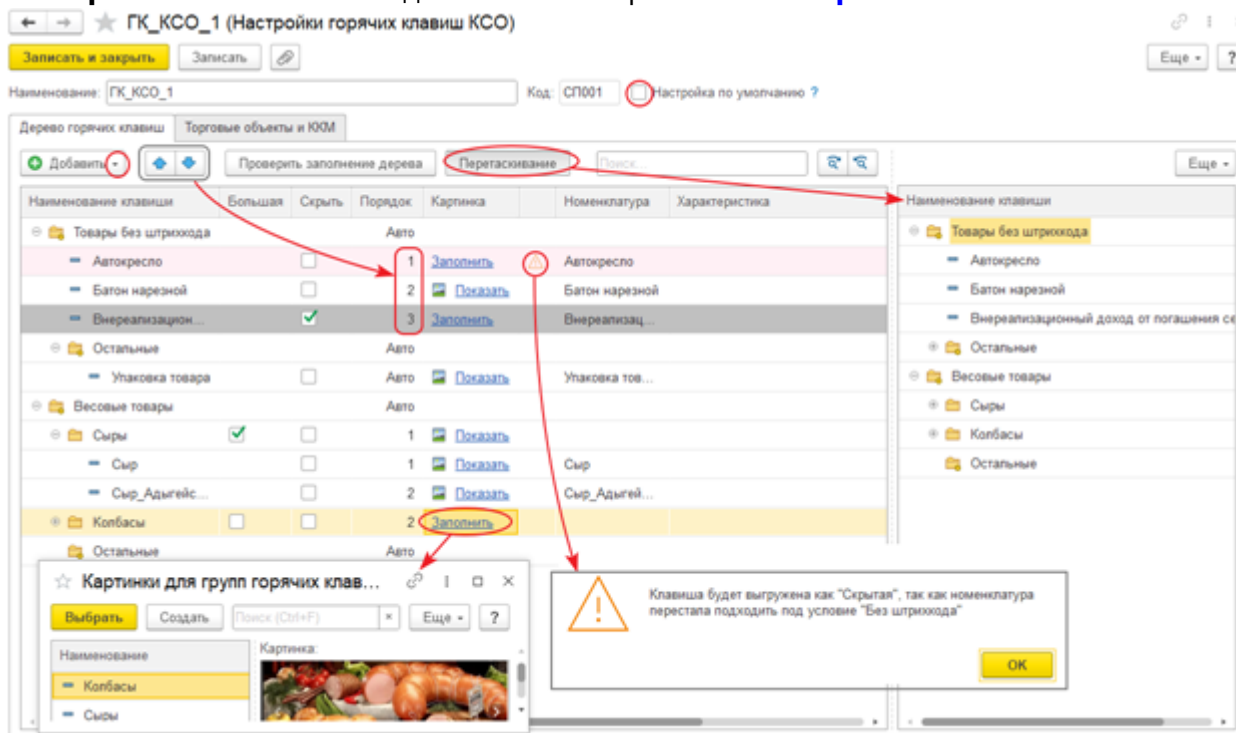 ГК_КСО_1 (Настройки горячих клавиш КСО)
Записать и закрыть Записать Еще ?
Наименование: ГК_КСО_1 Код: СП001 Настройка по умолчанию ?
Дерево горячих клавиш Торговые объекты и ККМ
Добавить Проверить заполнение дерева Перетаскивание Поиск... Еще
Наименование клавиши Большая Скрыть Порядок Картинка Номенклатура Характеристика Наименование клавиши
Товары без штрихкода Авто Товары без штрихкода
Автокресло 1 Заполнить Автокресло Автокресло
Батон нарезной 2 Показать Батон нарезной Батон нарезной
Внереализацион... 3 Заполнить Внереализац... Внереализационный доход от погашения се
Остальные Авто Остальные
Упаковка товара Авто Показать Упаковка тов... Весовые товары
Весовые товары Авто Сыры
Сыры 1 Показать Колбасы
Сыр 1 Показать Сыр Остальные
Сыр_Адыгейс... 2 Показать Сыр_Адыгей...
Колбасы 2 Заполнить
Остальные Авто
Картинки для групп горячих клав...
Выбрать Создать Поиск (Ctrl+F) × Еще ?
Наименование Картинка:
Колбасы
Сыры
Клавиша будет выгружена как "Скрытая", так как номенклатура
перестала подходить под условие "Без штрихкода"
OK